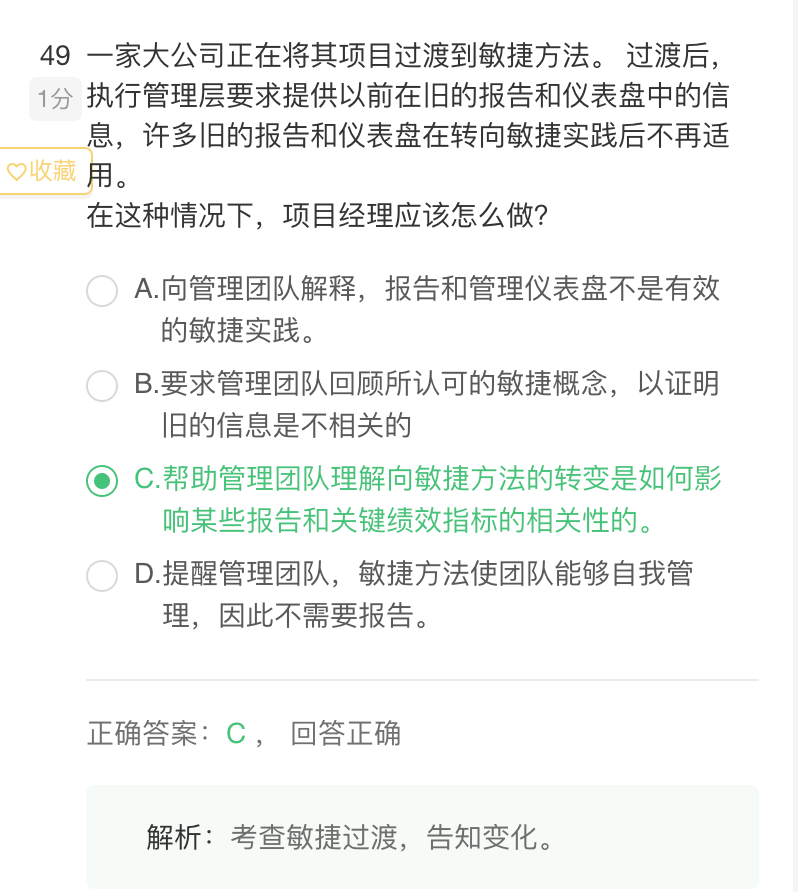 49 一家大公司正在将其项目过渡到敏捷方法。 过渡后，
1分 执行管理层要求提供以前在旧的报告和仪表盘中的信
息，许多旧的报告和仪表盘在转向敏捷实践后不再适
收藏 用。
在这种情况下，项目经理应该怎么做？
A.向管理团队解释，报告和管理仪表盘不是有效
的敏捷实践。
B.要求管理团队回顾所认可的敏捷概念，以证明
旧的信息是不相关的
C.帮助管理团队理解向敏捷方法的转变是如何影
响某些报告和关键绩效指标的相关性的。
D.提醒管理团队，敏捷方法使团队能够自我管
理，因此不需要报告。
正确答案：C ， 回答正确
解析：考查敏捷过渡，告知变化。